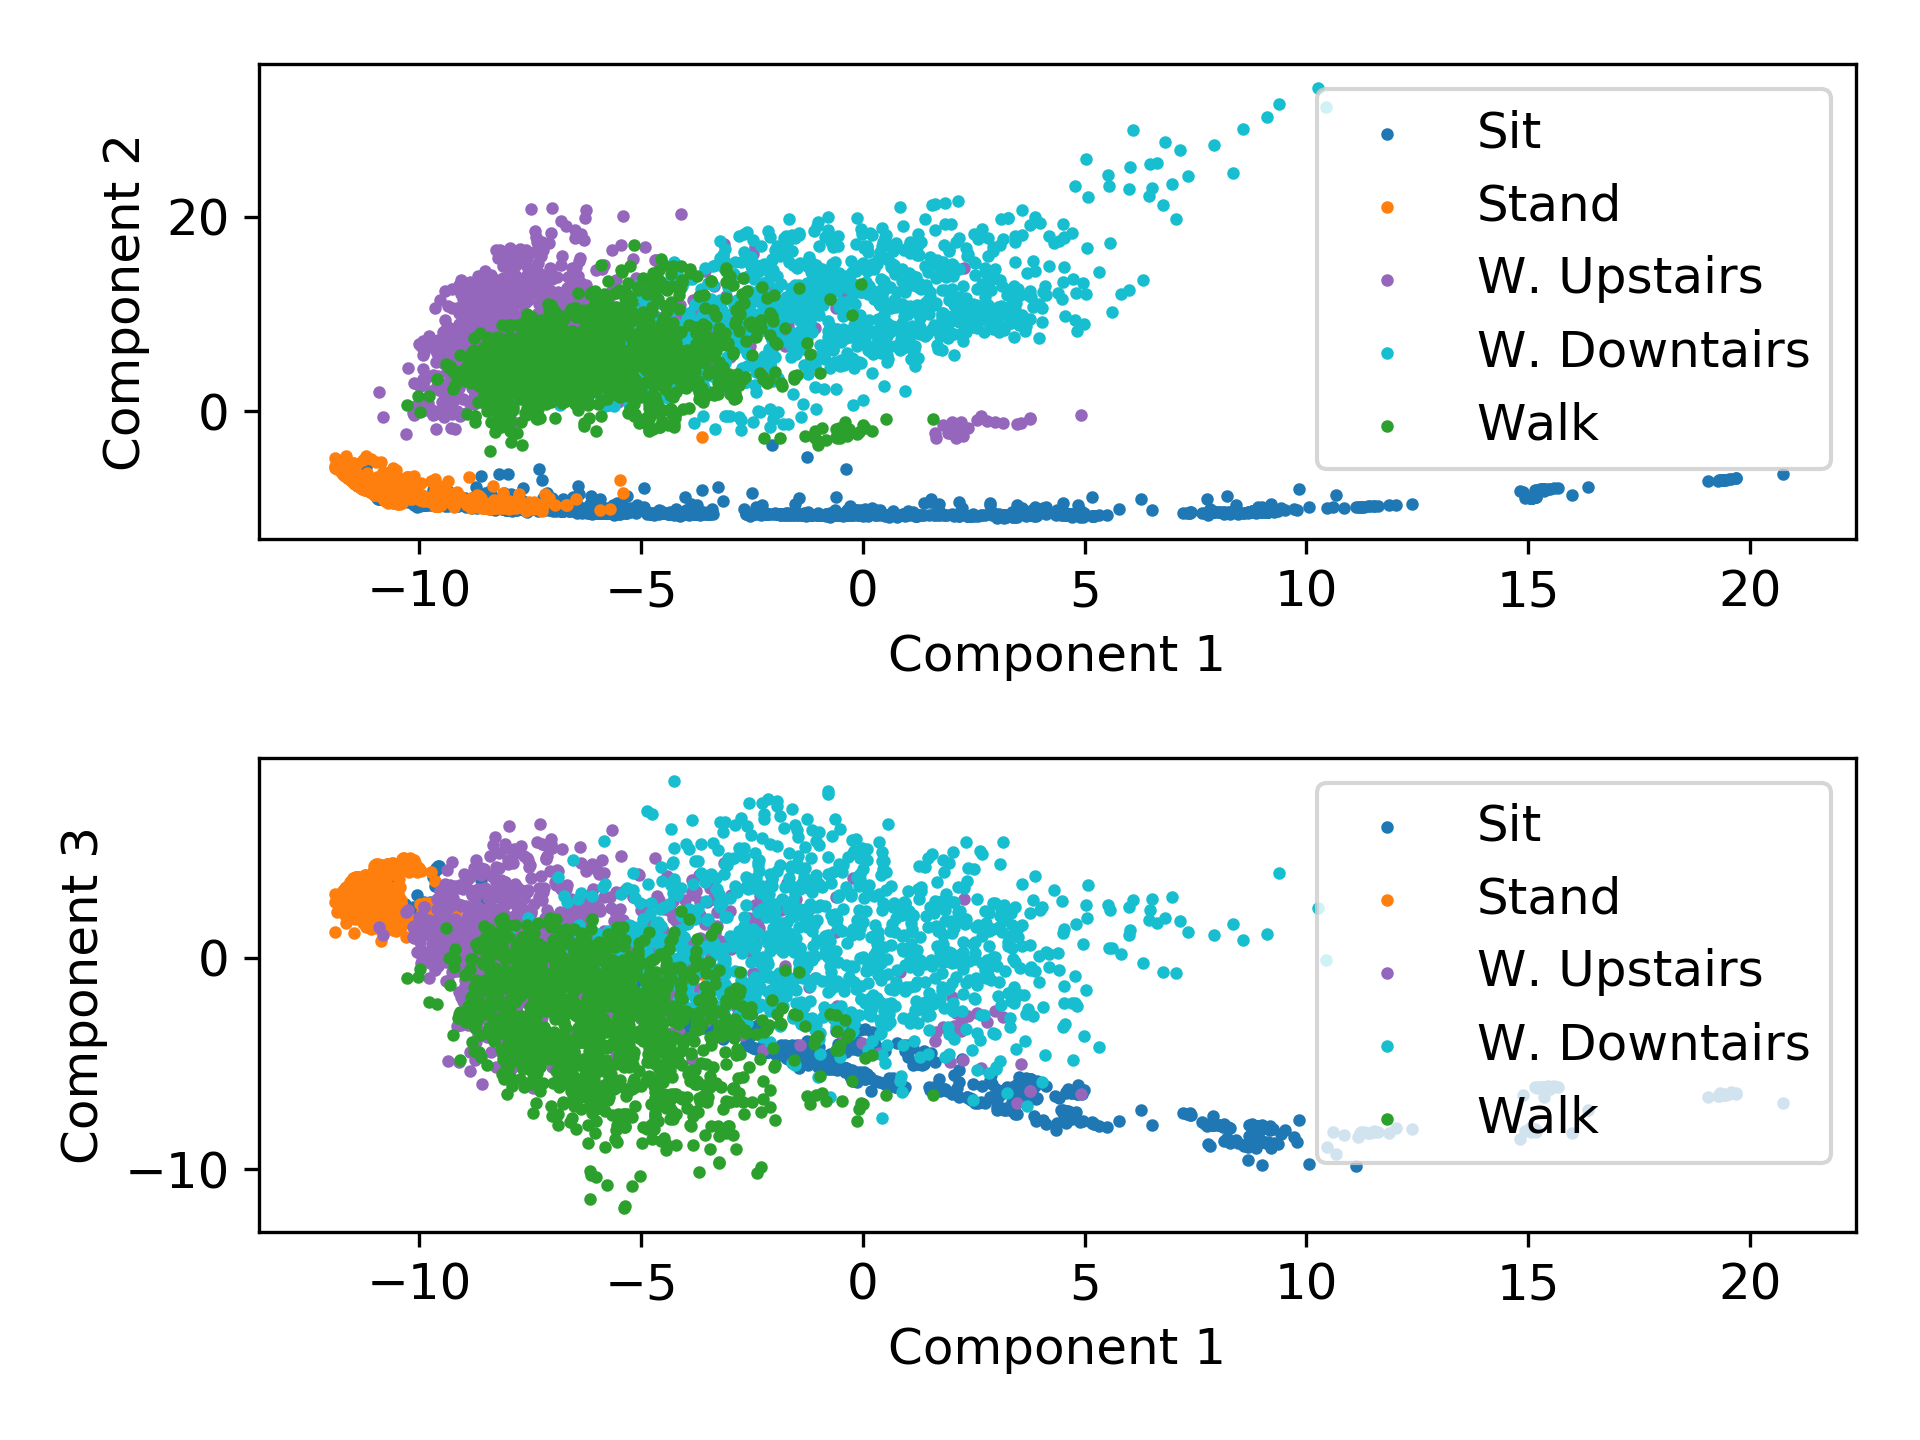 Component 2
20
0
Sit
Stand
W. Upstairs
W. Downtairs
Walk
−10 −5 0 5 10 15 20
Component 1
Component 3
0
−10
Sit
Stand
W. Upstairs
W. Downtairs
Walk
−10 −5 0 5 10 15 20
Component 1